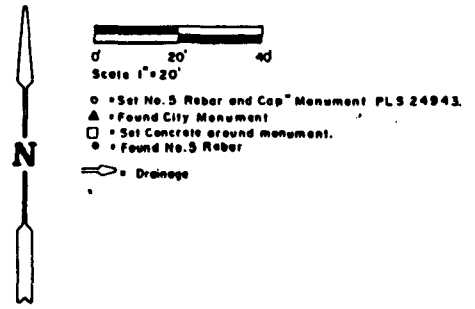 0' 20' 40'
Scale 1"=20'
o = Set No. 5 Rebar and Cap" Monument PLS 24943.
▲ = Found City Monument
□ = Set Concrete around monument.
● = Found No. 5 Rebar
N
= Drainage